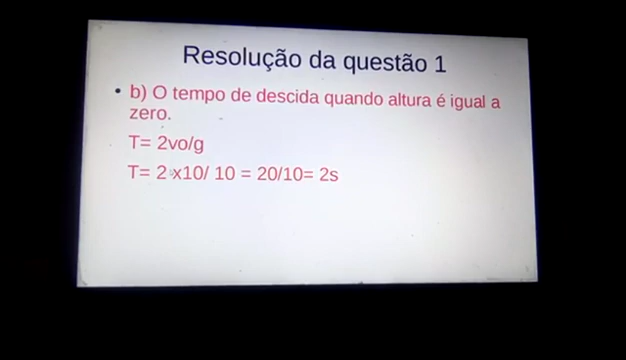 Resolução da questão 1
• b) O tempo de descida quando altura é igual a
zero.
T= 2vo/g
T= 2 x10/ 10 = 20/10= 2s